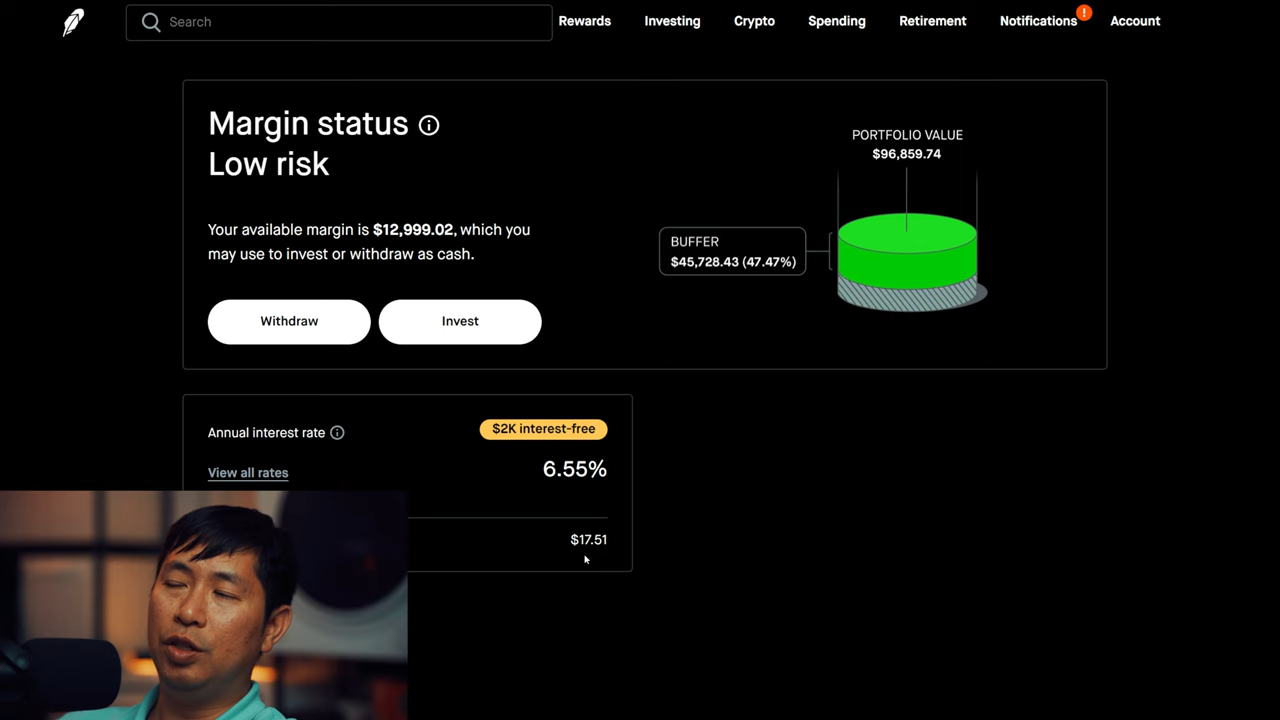 Search
Rewards
Investing
Crypto
Spending
Retirement
Notifications
!
Account
Margin status
Low risk
Your available margin is $12,999.02, which you
may use to invest or withdraw as cash.
Withdraw
Invest
PORTFOLIO VALUE
$96,859.74
BUFFER
$45,728.43 (47.47%)
Annual interest rate
$2K interest-free
View all rates
6.55%
$17.51